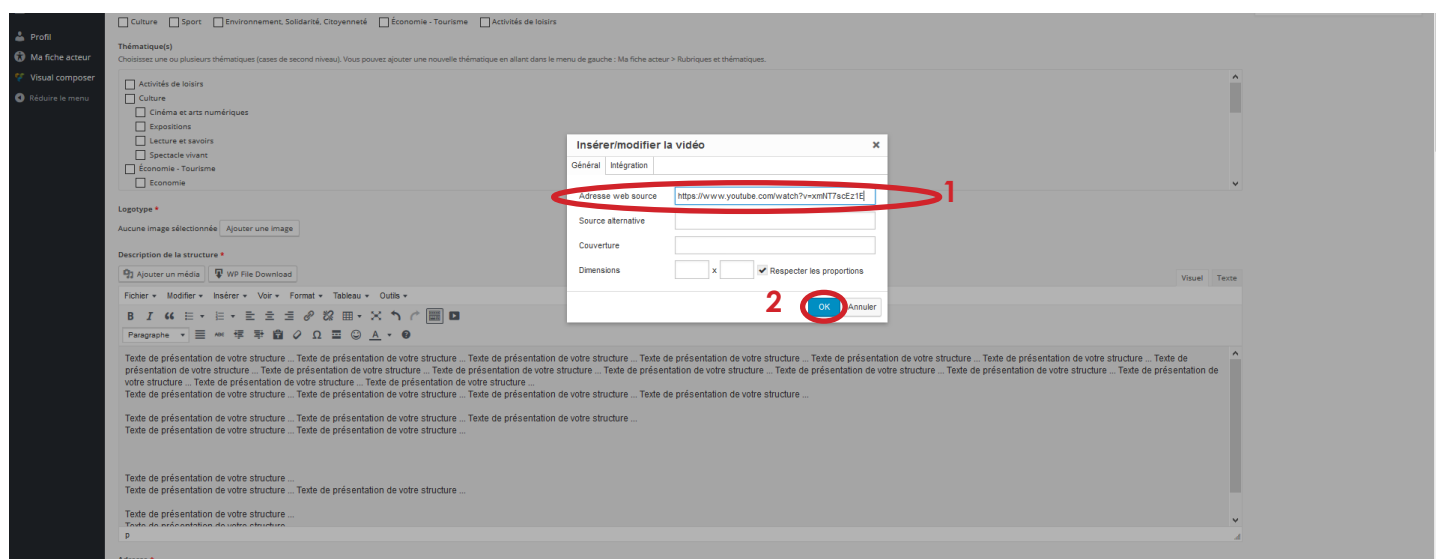 Culture Sport Environnement, Solidarité, Citoyenneté Économie - Tourisme Activités de loisirs
Profil
Ma fiche acteur
Visual composer
Réduire le menu
Thématique(s)
Choisissez une ou plusieurs thématiques (cases de second niveau). Vous pouvez ajouter une nouvelle thématique en allant dans le menu de gauche : Ma fiche acteur > Rubriques et thématiques.
Activités de loisirs
Culture
Cinéma et arts numériques
Expositions
Lecture et savoirs
Spectacle vivant
Économie - Tourisme
Economie
Insérer/modifier la vidéo
Général Intégration
Adresse web source https://www.youtube.com/watch?v=xmNT7scEz1E 1
Source alternative
Couverture
Dimensions x Respecter les proportions
2 OK Annuler
Logotype *
Aucune image sélectionnée Ajouter une image
Description de la structure *
Ajouter un média WP File Download
Visuel Texte
Fichier Modifier Insérer Voir Format Tableau Outils
B I
Paragraphe ABC Ω A
Texte de présentation de votre structure ... Texte de présentation de votre structure ... Texte de présentation de votre structure ... Texte de présentation de votre structure ... Texte de présentation de votre structure ... Texte de présentation de votre structure ... Texte de
présentation de votre structure ... Texte de présentation de votre structure ... Texte de présentation de votre structure ... Texte de présentation de votre structure ... Texte de présentation de votre structure ... Texte de présentation de votre structure ... Texte de présentation de
votre structure ... Texte de présentation de votre structure ... Texte de présentation de votre structure ...
Texte de présentation de votre structure ... Texte de présentation de votre structure ... Texte de présentation de votre structure ... Texte de présentation de votre structure ...
Texte de présentation de votre structure ... Texte de présentation de votre structure ... Texte de présentation de votre structure ...
Texte de présentation de votre structure ... Texte de présentation de votre structure ...
Texte de présentation de votre structure ...
Texte de présentation de votre structure ... Texte de présentation de votre structure ...
Texte de présentation de votre structure ...
Texte de présentation de votre structure
p